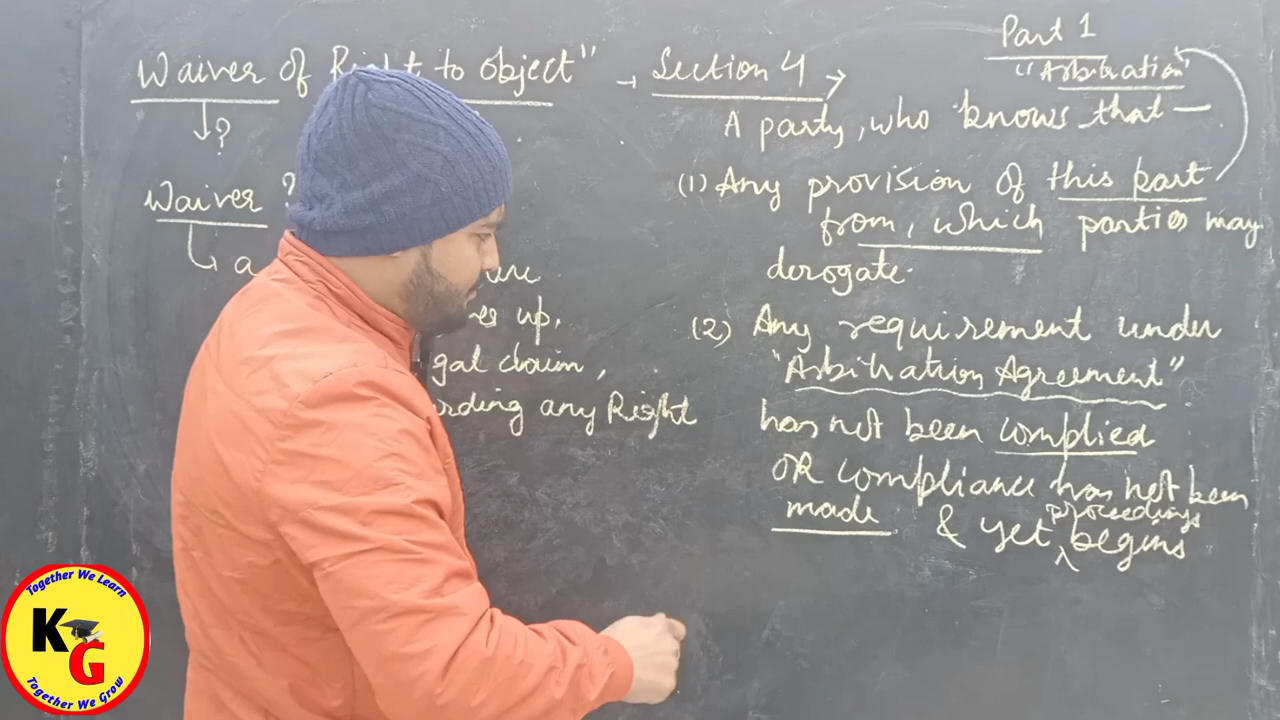 Waiver of Right to object" → Section 4 →
?
Waiver ?
up,
claim,
any Right
Part 1
"Arbitration"
A party, who knows that —
(1) Any provision of this part
from, which parties may
derogate.
(2) Any requirement under
"Arbitration Agreement"
has not been complied
OR compliance has not been
made & yet proceedings begins
Together We Learn
KG
Together We Grow